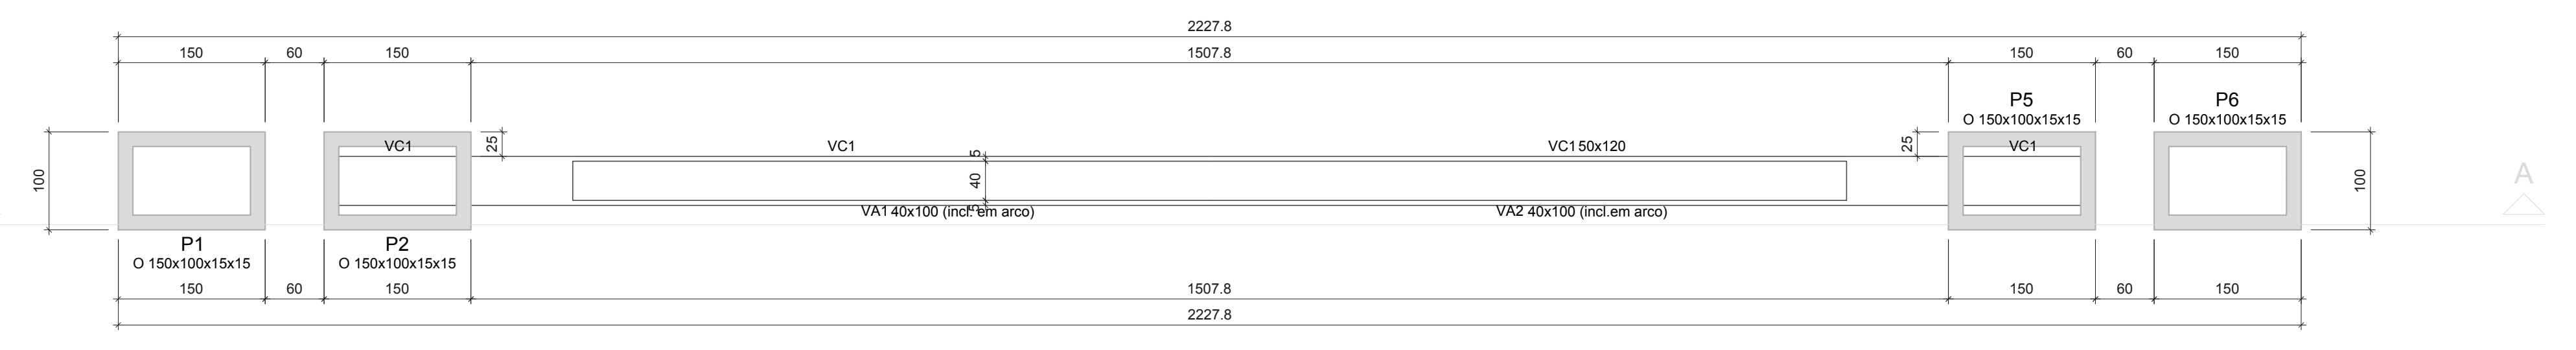 2227.8
150 60 150 1507.8 150 60 150
P5 P6
O 150x100x15x15 O 150x100x15x15
VC1 25 VC1 5 VC1 50x120 25 VC1
100 40 100 A
5
VA1 40x100 (incl. em arco) VA2 40x100 (incl.em arco)
P1 P2
O 150x100x15x15 O 150x100x15x15
150 60 150 1507.8 150 60 150
2227.8